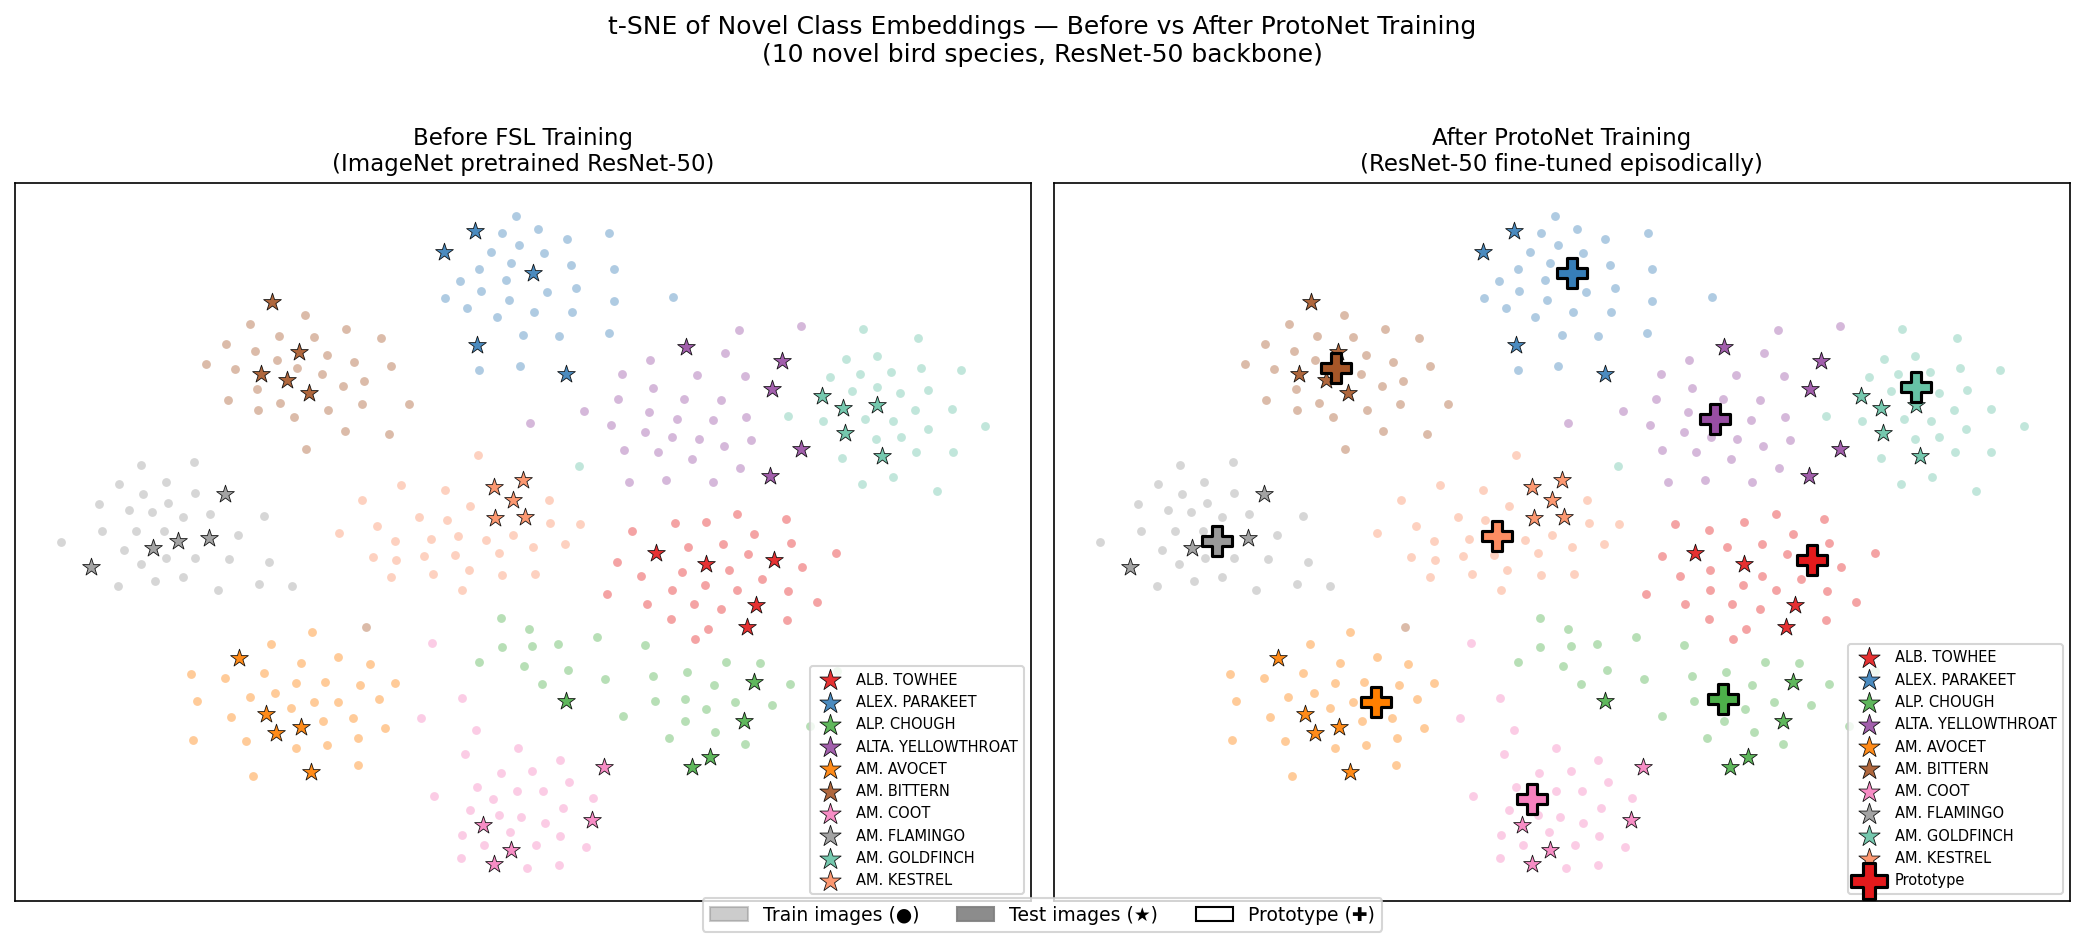 t-SNE of Novel Class Embeddings — Before vs After ProtoNet Training
(10 novel bird species, ResNet-50 backbone)
Before FSL Training
(ImageNet pretrained ResNet-50)
ALB. TOWHEE
ALEX. PARAKEET
ALP. CHOUGH
ALTA. YELLOWTHROAT
AM. AVOCET
AM. BITTERN
AM. COOT
AM. FLAMINGO
AM. GOLDFINCH
AM. KESTREL
After ProtoNet Training
(ResNet-50 fine-tuned episodically)
ALB. TOWHEE
ALEX. PARAKEET
ALP. CHOUGH
ALTA. YELLOWTHROAT
AM. AVOCET
AM. BITTERN
AM. COOT
AM. FLAMINGO
AM. GOLDFINCH
AM. KESTREL
Prototype
Train images (●)
Test images (★)
Prototype (✚)